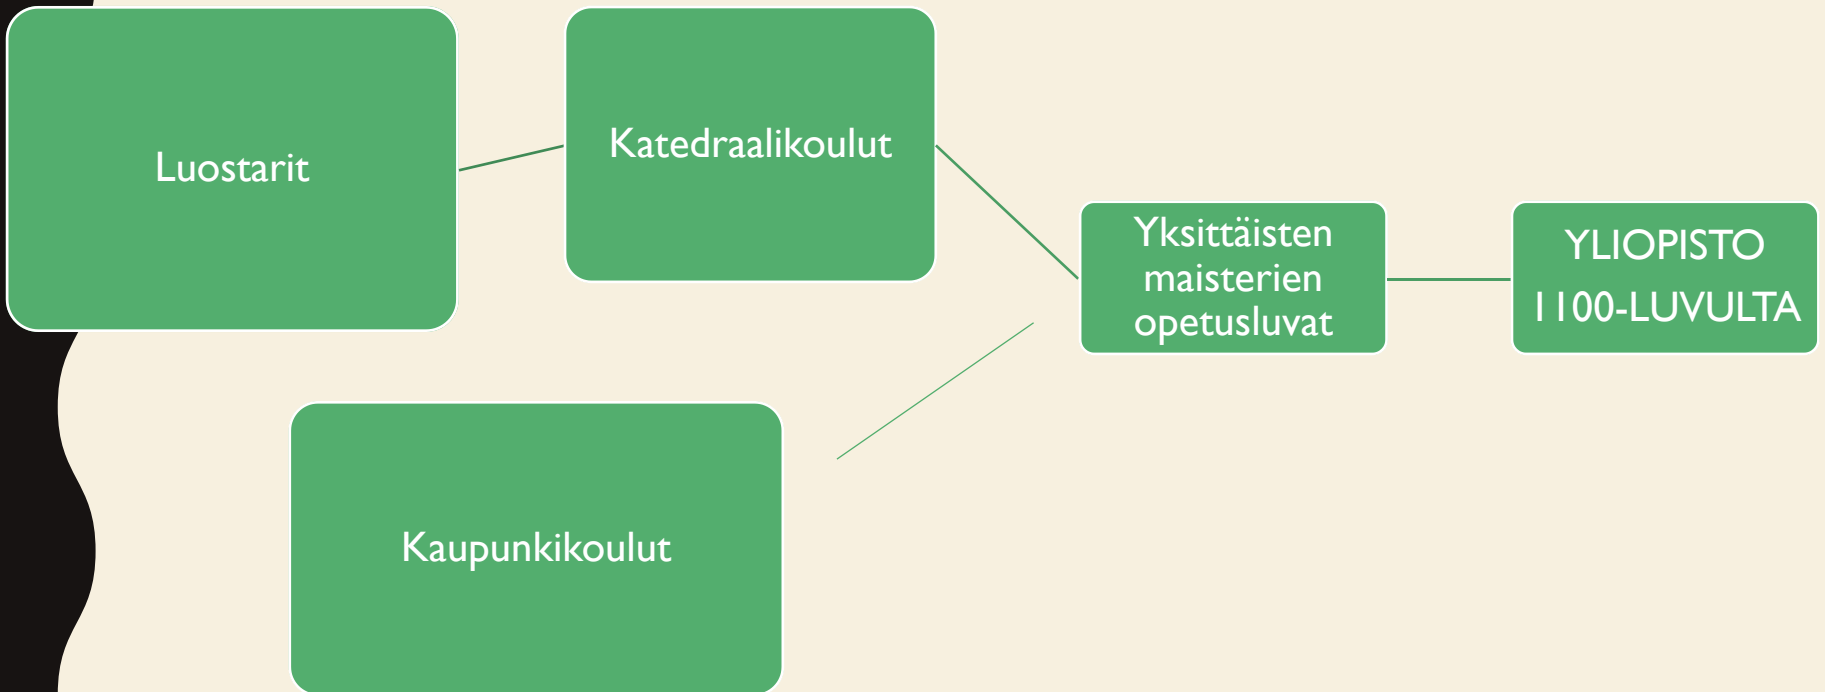 Luostarit
Katedraalikoulut
Yksittäisten
maisterien
opetusluvat
YLIOPISTO
1100-LUVULTA
Kaupunkikoulut